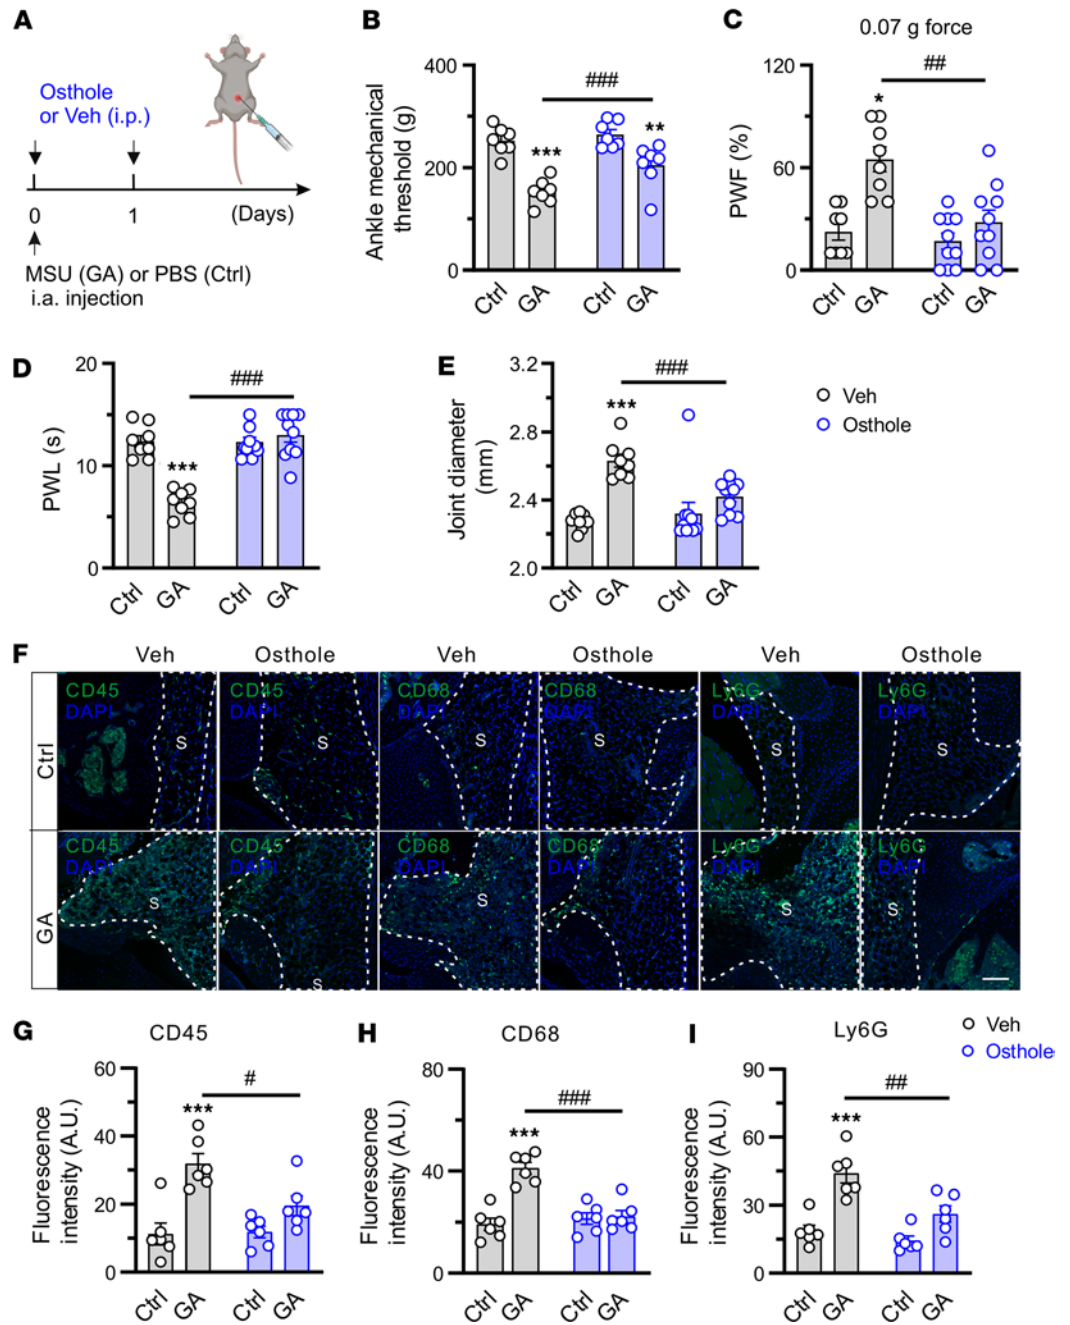 A
Osthole
or Veh (i.p.)
0
1
(Days)
MSU (GA) or PBS (Ctrl)
i.a. injection
B
Ankle mechanical
threshold (g)
400
200
0
###
***
**
Ctrl
GA
Ctrl
GA
C
0.07 g force
PWF (%)
120
60
0
##
*
Ctrl
GA
Ctrl
GA
D
PWL (s)
20
10
0
###
***
Ctrl
GA
Ctrl
GA
E
Joint diameter
(mm)
3.2
2.8
2.4
2.0
###
***
Ctrl
GA
Ctrl
GA
Veh
Osthole
F
Veh Osthole Veh Osthole Veh Osthole
Ctrl
CD45 CD45 CD68 CD68 Ly6G Ly6G
DAPI DAPI DAPI DAPI DAPI DAPI
S S S S S S
GA
CD45 CD45 CD68 CD68 Ly6G Ly6G
DAPI DAPI DAPI DAPI DAPI DAPI
S S S S S
G
CD45
Fluorescence
intensity (A.U.)
60
40
20
0
#
***
Ctrl
GA
Ctrl
GA
H
CD68
Fluorescence
intensity (A.U.)
80
40
0
###
***
Ctrl
GA
Ctrl
GA
I
Ly6G
Fluorescence
intensity (A.U.)
90
60
30
0
##
***
Ctrl
GA
Ctrl
GA
Veh
Osthole